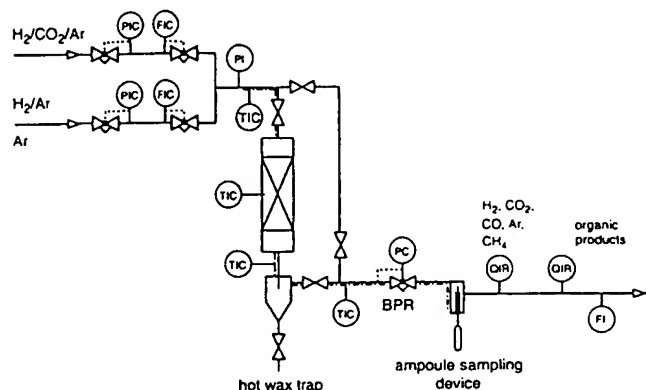 H₂/CO₂/Ar
PIC
FIC
H₂/Ar
Ar
PIC
FIC
PI
TIC
TIC
TIC
TIC
PC
BPR
H₂, CO₂,
CO, Ar,
CH₄
organic
products
QIR
QIR
FI
ampoule sampling
device
hot wax trap